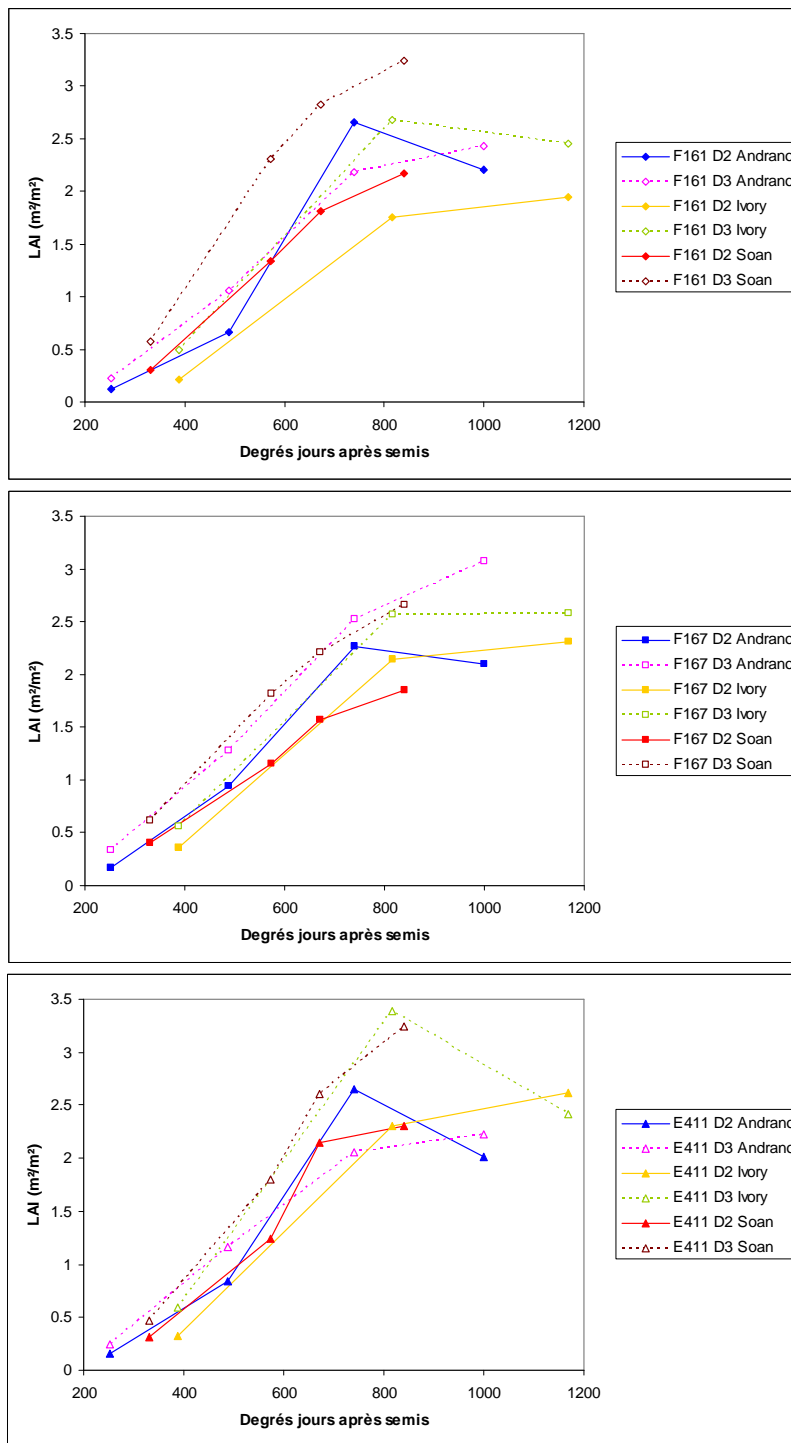 3.5
3
2.5
2
1.5
1
0.5
0
LAI (m²/m²)
200 400 600 800 1000 1200
Degrés jours après semis
F161 D2 Andrano
F161 D3 Andrano
F161 D2 Ivory
F161 D3 Ivory
F161 D2 Soan
F161 D3 Soan
3.5
3
2.5
2
1.5
1
0.5
0
LAI (m²/m²)
200 400 600 800 1000 1200
Degrés jours après semis
F167 D2 Andrano
F167 D3 Andrano
F167 D2 Ivory
F167 D3 Ivory
F167 D2 Soan
F167 D3 Soan
3.5
3
2.5
2
1.5
1
0.5
0
LAI (m²/m²)
200 400 600 800 1000 1200
Degrés jours après semis
E411 D2 Andrano
E411 D3 Andrano
E411 D2 Ivory
E411 D3 Ivory
E411 D2 Soan
E411 D3 Soan